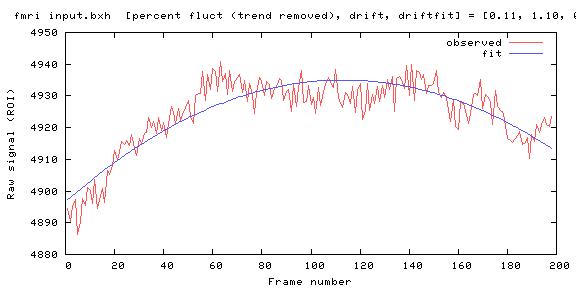 fmri input.bxh [percent fluct (trend removed), drift, driftfit] = [0.11, 1.10, 
observed
fit
Raw signal (ROI)
4950
4940
4930
4920
4910
4900
4890
4880
0 20 40 60 80 100 120 140 160 180 200
Frame number